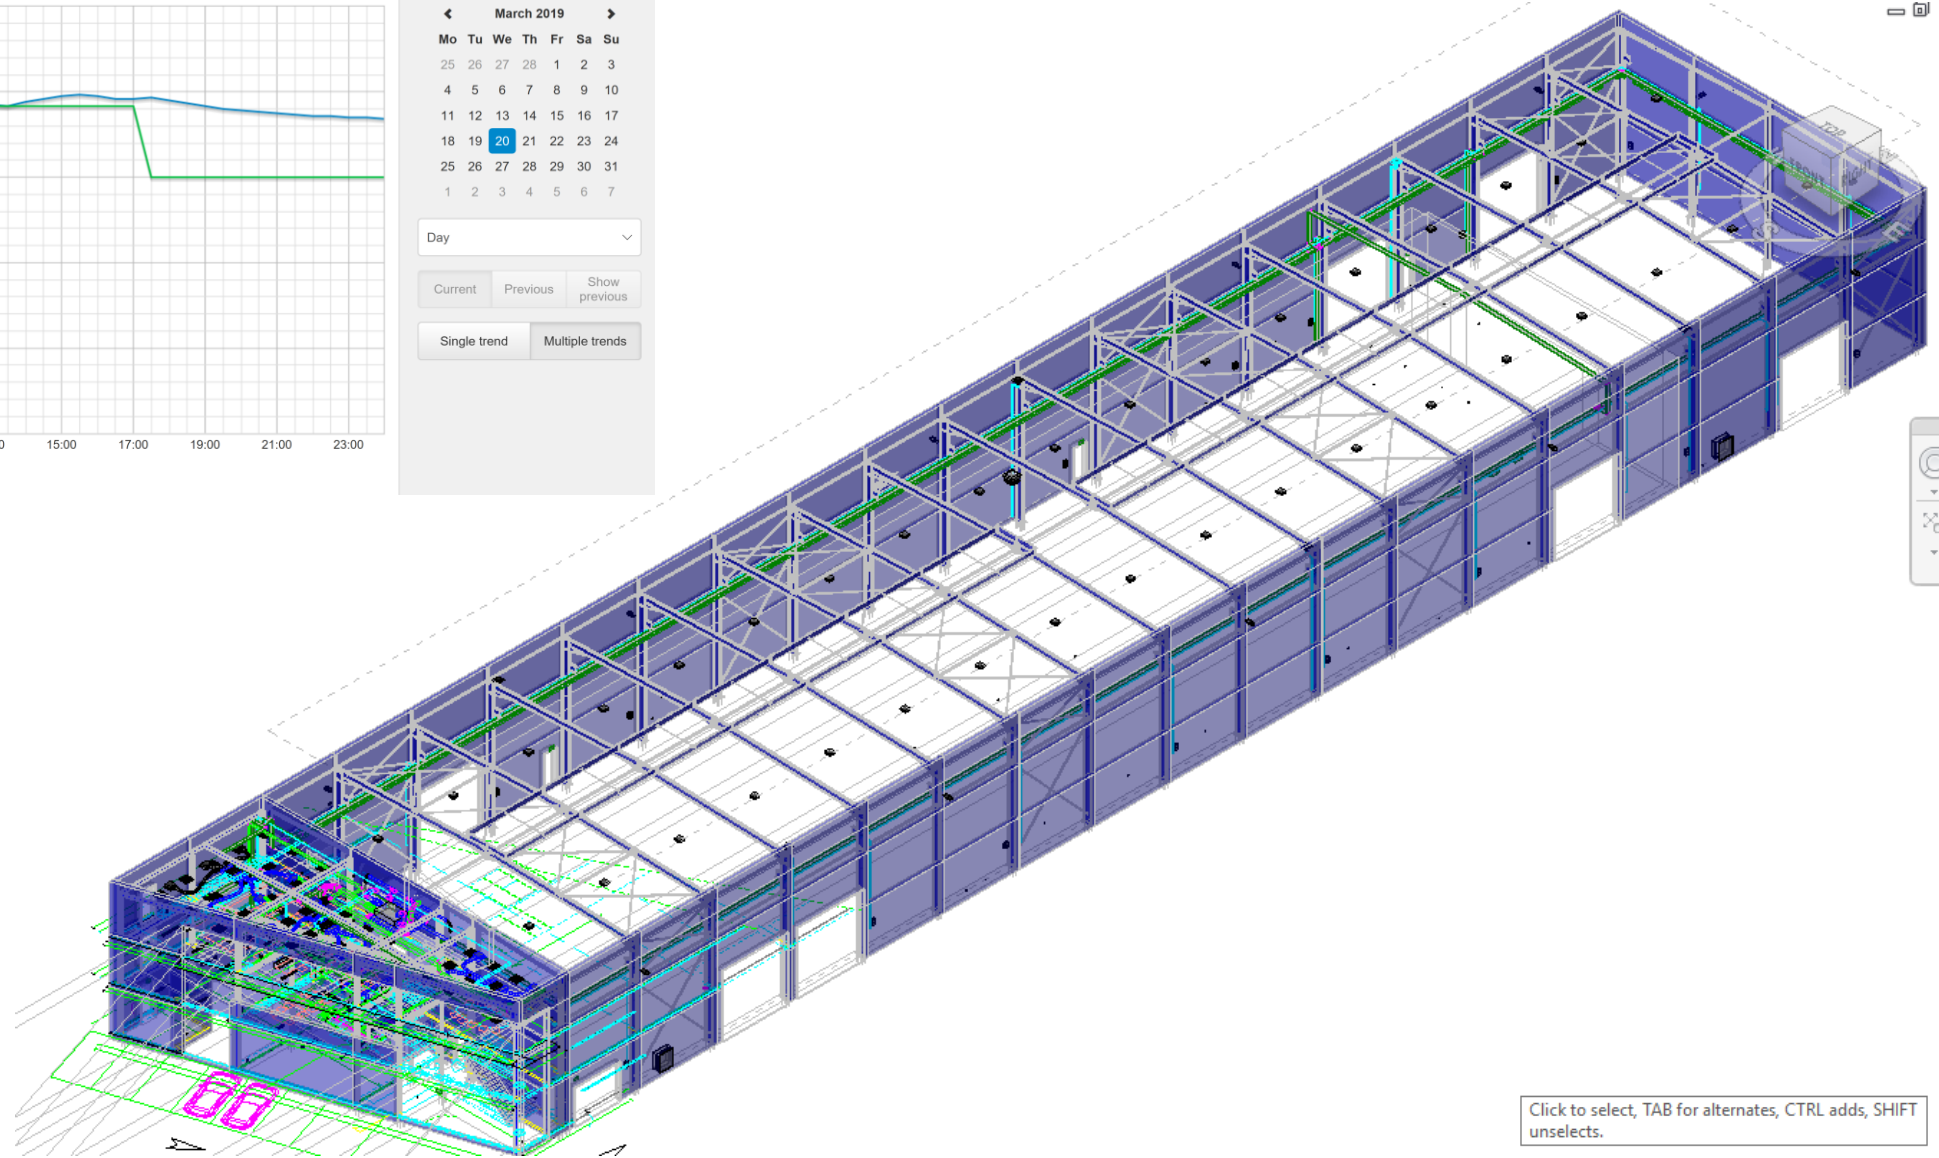 March 2019
Mo Tu We Th Fr Sa Su
25 26 27 28 1 2 3
4 5 6 7 8 9 10
11 12 13 14 15 16 17
18 19 20 21 22 23 24
25 26 27 28 29 30 31
1 2 3 4 5 6 7
Day
Current Previous Show previous
Single trend Multiple trends
15:00 17:00 19:00 21:00 23:00
TOP
FRONT RIGHT
S E
Click to select, TAB for alternates, CTRL adds, SHIFT
unselects.